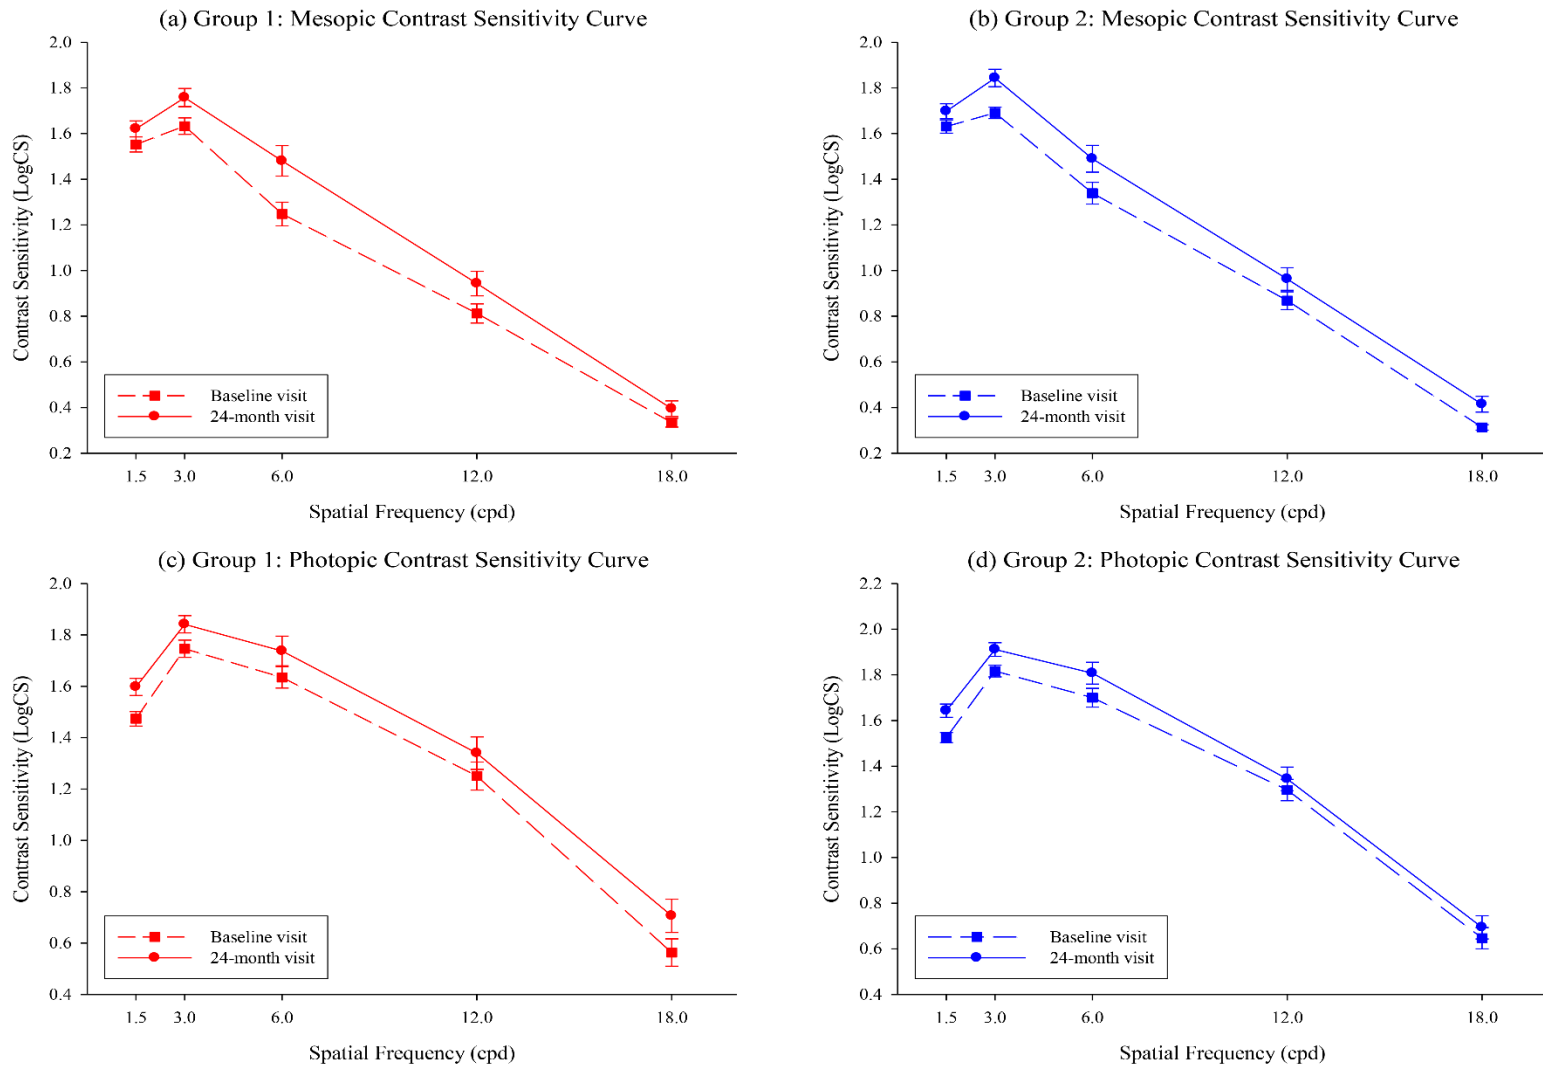 (a) Group 1: Mesopic Contrast Sensitivity Curve
2.0
1.8
1.6
1.4
1.2
1.0
0.8
0.6
0.4
0.2
Contrast Sensitivity (LogCS)
Baseline visit
24-month visit
1.5 3.0 6.0 12.0 18.0
Spatial Frequency (cpd)
(b) Group 2: Mesopic Contrast Sensitivity Curve
2.0
1.8
1.6
1.4
1.2
1.0
0.8
0.6
0.4
0.2
Contrast Sensitivity (LogCS)
Baseline visit
24-month visit
1.5 3.0 6.0 12.0 18.0
Spatial Frequency (cpd)
(c) Group 1: Photopic Contrast Sensitivity Curve
2.0
1.8
1.6
1.4
1.2
1.0
0.8
0.6
0.4
Contrast Sensitivity (LogCS)
Baseline visit
24-month visit
1.5 3.0 6.0 12.0 18.0
Spatial Frequency (cpd)
(d) Group 2: Photopic Contrast Sensitivity Curve
2.2
2.0
1.8
1.6
1.4
1.2
1.0
0.8
0.6
0.4
Contrast Sensitivity (LogCS)
Baseline visit
24-month visit
1.5 3.0 6.0 12.0 18.0
Spatial Frequency (cpd)